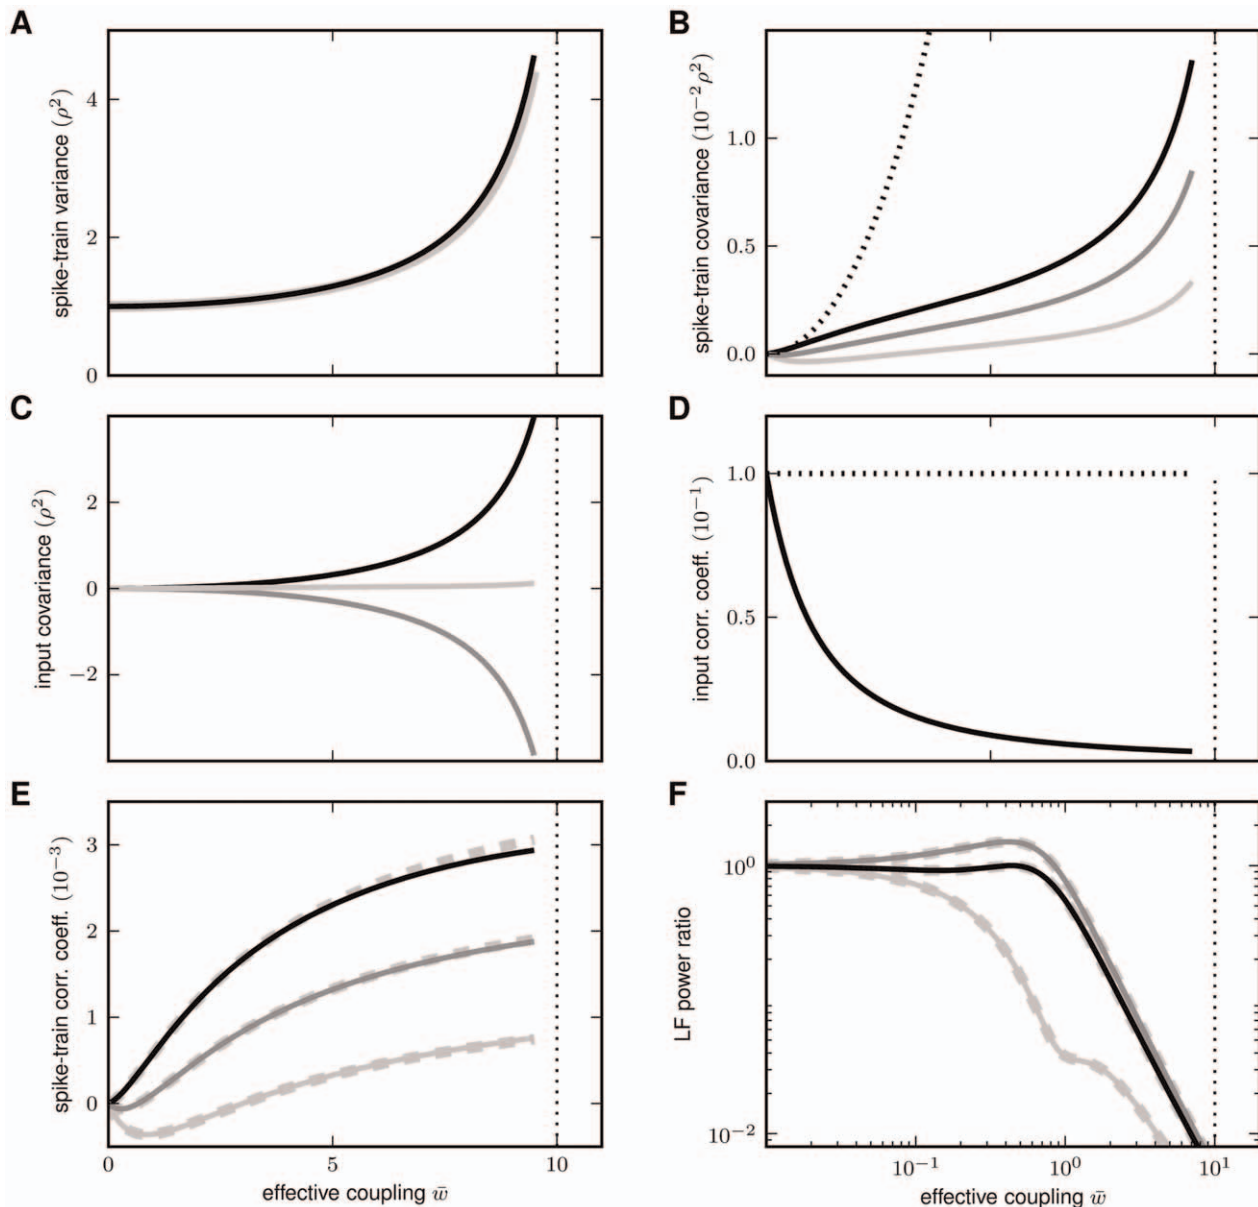 A
spike-train variance (ρ²)
4
2
0
B
spike-train covariance (10⁻²ρ²)
1.0
0.5
0.0
C
input covariance (ρ²)
2
0
−2
5
10
D
input corr. coeff. (10⁻¹)
1.0
0.5
0.0
E
spike-train corr. coeff. (10⁻³)
3
2
1
0
0
5
10
effective coupling w̄
F
LF power ratio
10⁰
10⁻²
10⁻¹
10⁰
10¹
effective coupling w̄